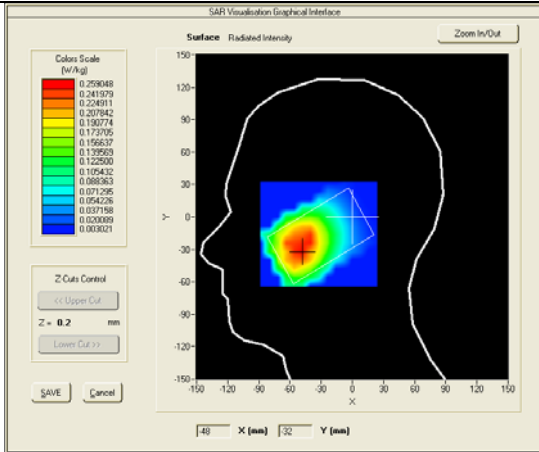 SAR Visualisation Graphical Interface
Surface Radiated Intensity
Zoom In/Out
Colors Scale
(W/kg)
0.259048
0.241979
0.224911
0.207842
0.190774
0.173705
0.156637
0.139569
0.122500
0.105432
0.088363
0.071295
0.054226
0.037158
0.020089
0.003021
Z Cuts Control
<< Upper Cut
Z = 0.2 mm
Lower Cut >>
SAVE Cancel
150-
120-
90-
60-
30-
0-
-30-
-60-
-90-
-120-
-150-
Y
-150 -120 -90 -60 -30 0 30 60 90 120 150
X
-48 X (mm) -32 Y (mm)